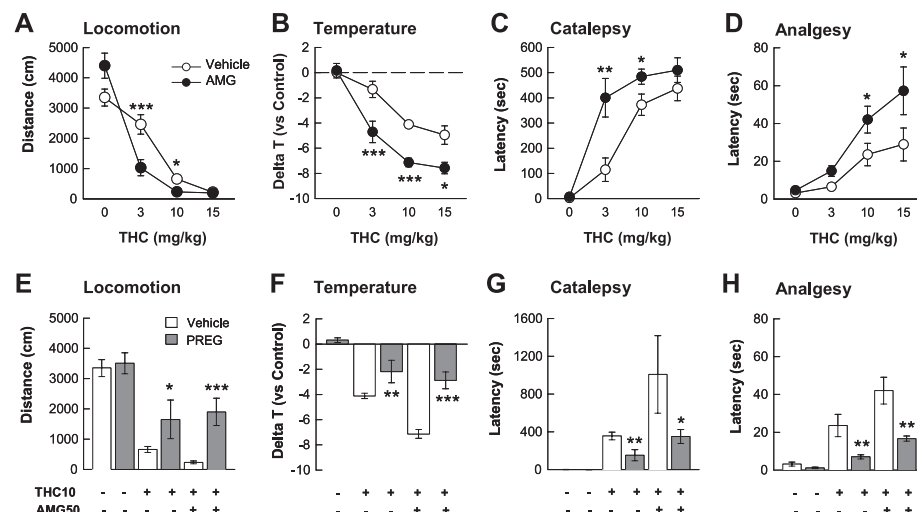 A Locomotion
B Temperature
C Catalepsy
D Analgesy
Distance (cm)
5000
4000
3000
2000
1000
0
Vehicle
AMG
***
*
0 3 10 15
THC (mg/kg)
Delta T (vs Control)
2
0
-2
-4
-6
-8
-10
***
***
*
0 3 10 15
THC (mg/kg)
Latency (sec)
600
500
400
300
200
100
0
**
*
0 3 10 15
THC (mg/kg)
Latency (sec)
80
60
40
20
0
*
*
0 3 10 15
THC (mg/kg)
E Locomotion
F Temperature
G Catalepsy
H Analgesy
Distance (cm)
5000
4000
3000
2000
1000
0
Vehicle
PREG
*
***
Delta T (vs Control)
2
0
-2
-4
-6
-8
-10
**
***
Latency (sec)
1600
1200
800
400
0
**
*
Latency (sec)
80
60
40
20
0
**
**
THC10 - - + + + + - + + + + - - + + + + - - + + + +
AMG50 - - - - + + - - - + + - - - - + + - - - - + +